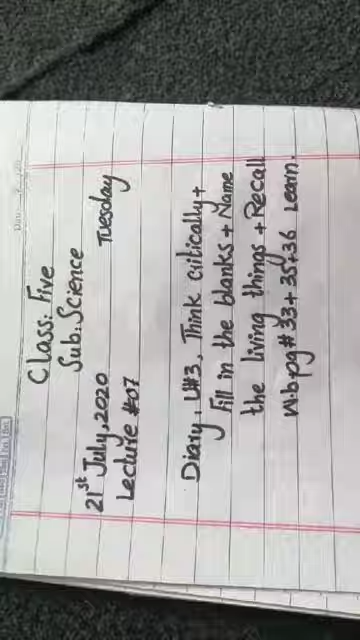 Class: Five
Sub: Science
21st July, 2020 Tuesday
Lecture #07
Diary, U#3, Think critically +
Fill in the blanks + Name
the living things + Recall
W.b pg # 33 + 35 + 36 Learn.